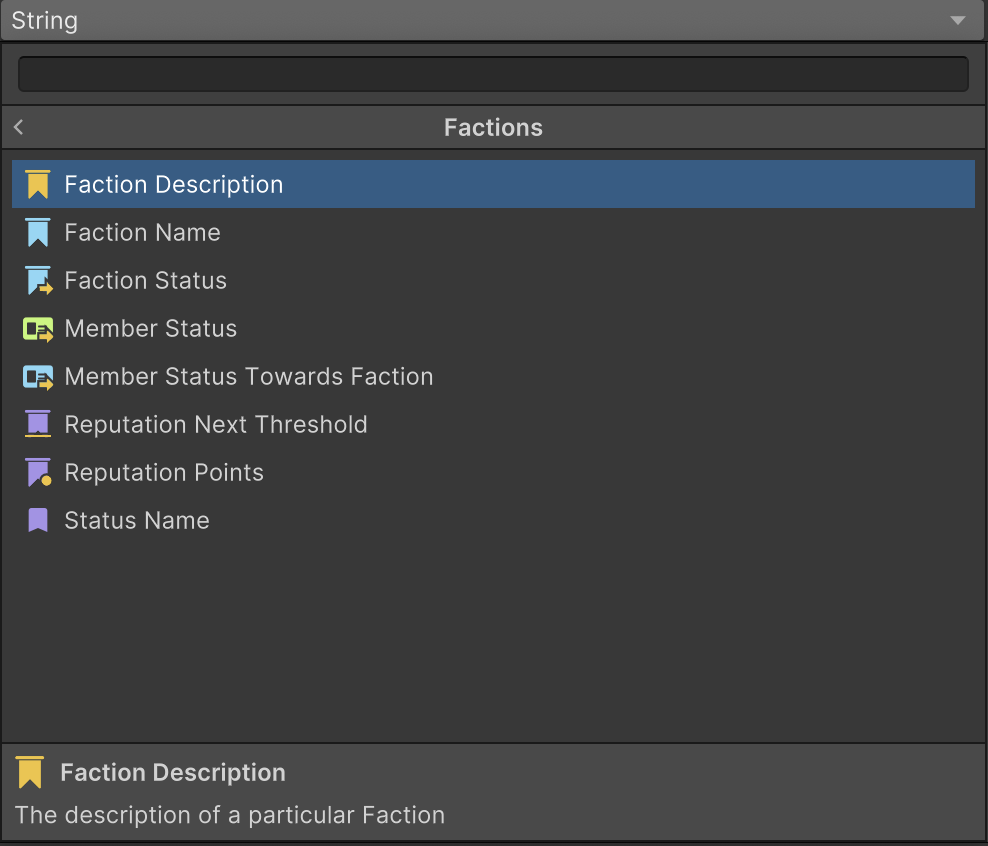 String
Factions
Faction Description
Faction Name
Faction Status
Member Status
Member Status Towards Faction
Reputation Next Threshold
Reputation Points
Status Name
Faction Description
The description of a particular Faction